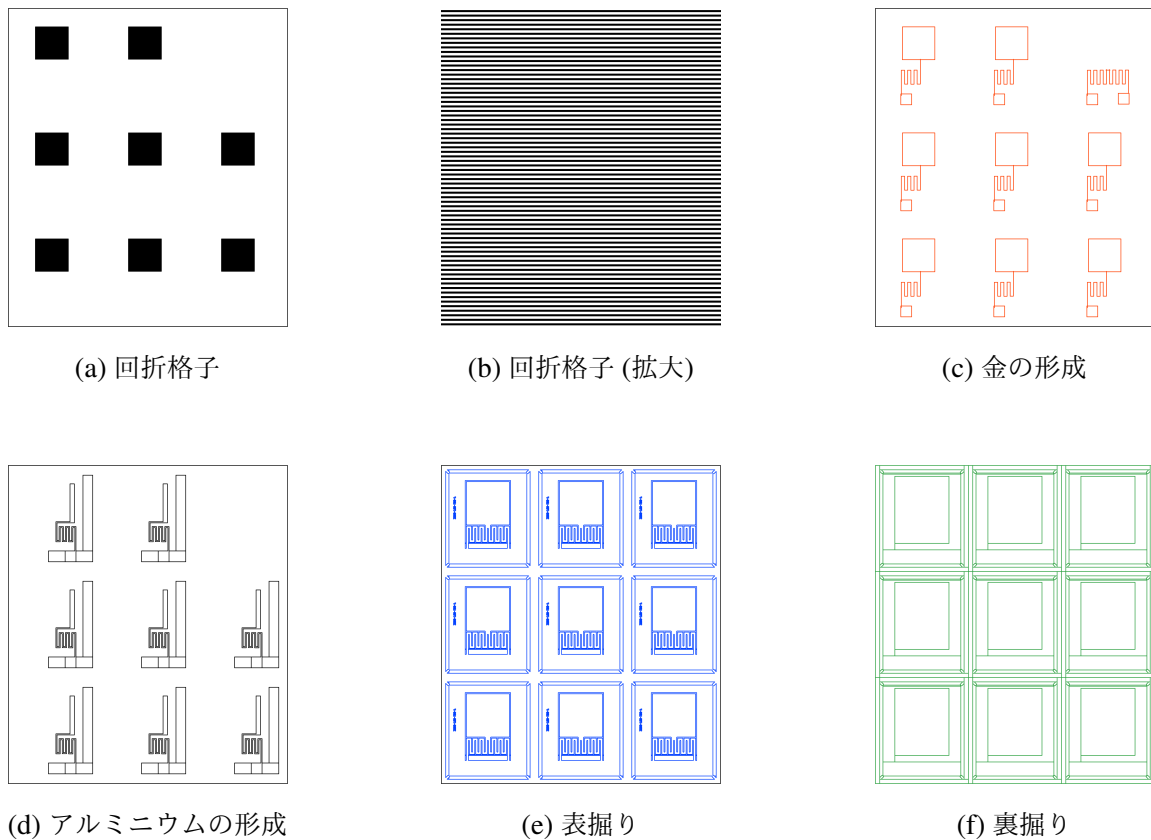 (a) 回折格子
(b) 回折格子 (拡大)
(c) 金の形成
(d) アルミニウムの形成
(e) 表掘り
(f) 裏掘り